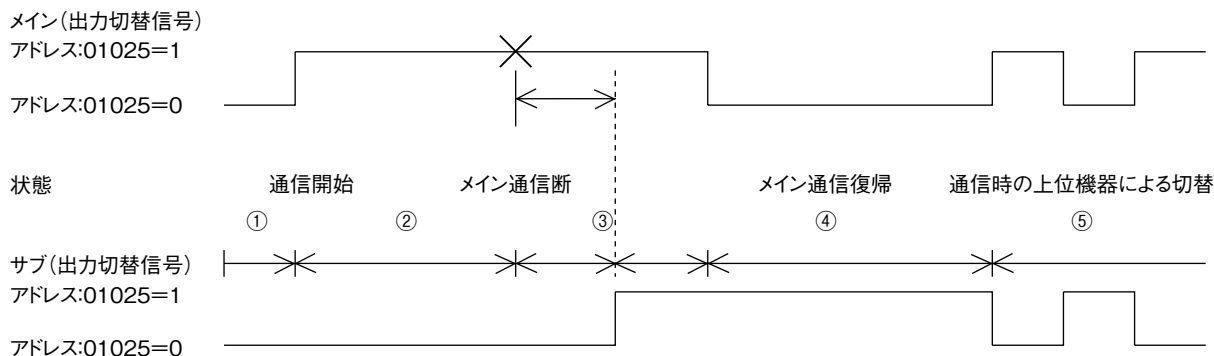 メイン（出力切替信号）
アドレス:01025＝1
アドレス:01025＝0
状態
通信開始
メイン通信断
メイン通信復帰
通信時の上位機器による切替
①
②
③
④
⑤
サブ（出力切替信号）
アドレス:01025＝1
アドレス:01025＝0